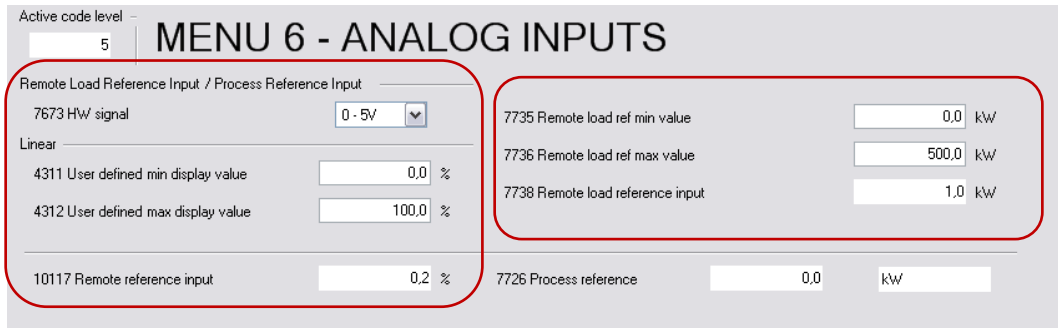 Active code level
5
MENU 6 - ANALOG INPUTS
Remote Load Reference Input / Process Reference Input
7673 HW signal 0 - 5V
Linear
4311 User defined min display value 0,0 %
4312 User defined max display value 100,0 %
10117 Remote reference input 0,2 %
7735 Remote load ref min value 0,0 kW
7736 Remote load ref max value 500,0 kW
7738 Remote load reference input 1,0 kW
7726 Process reference 0,0 kW